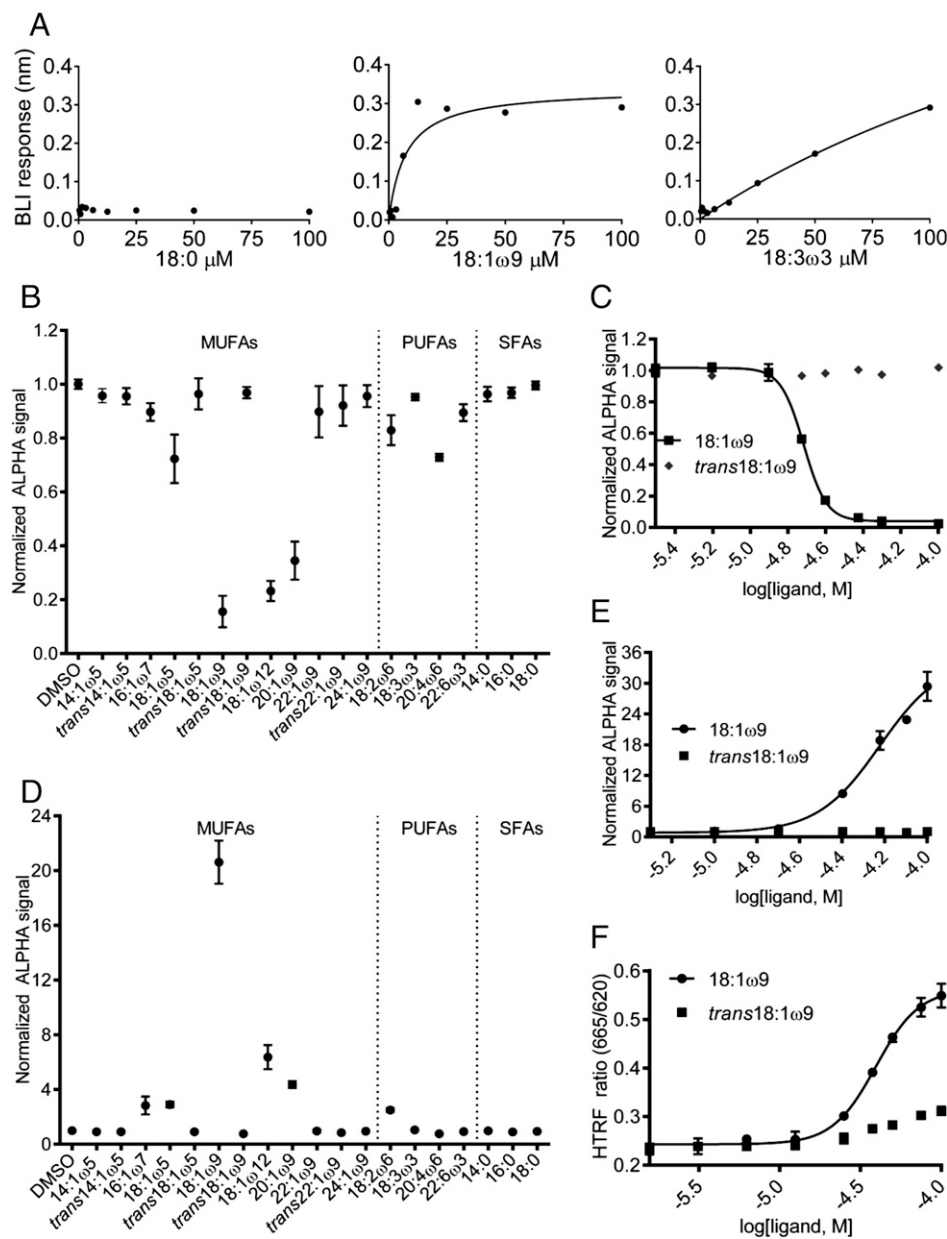 A
BLI response (nm)
0.4
0.3
0.2
0.1
0.0
0 25 50 75 100
18:0 µM
0.4
0.3
0.2
0.1
0.0
0 25 50 75 100
18:1ω9 µM
0.4
0.3
0.2
0.1
0.0
0 25 50 75 100
18:3ω3 µM
B
Normalized ALPHA signal
1.2
1.0
0.8
0.6
0.4
0.2
0.0
MUFAs
PUFAs
SFAs
DMSO
14:1ω5
trans14:1ω5
16:1ω7
18:1ω5
trans18:1ω5
18:1ω9
trans18:1ω9
18:1ω12
20:1ω9
22:1ω9
trans22:1ω9
24:1ω9
18:2ω6
18:3ω3
20:4ω6
22:6ω3
14:0
16:0
18:0
C
Normalized ALPHA signal
1.2
1.0
0.8
0.6
0.4
0.2
0.0
18:1ω9
trans18:1ω9
-5.4 -5.2 -5.0 -4.8 -4.6 -4.4 -4.2 -4.0
log[ligand, M]
D
Normalized ALPHA signal
24
20
16
12
8
4
0
MUFAs
PUFAs
SFAs
DMSO
14:1ω5
trans14:1ω5
16:1ω7
18:1ω5
trans18:1ω5
18:1ω9
trans18:1ω9
18:1ω12
20:1ω9
22:1ω9
trans22:1ω9
24:1ω9
18:2ω6
18:3ω3
20:4ω6
22:6ω3
14:0
16:0
18:0
E
Normalized ALPHA signal
36
30
24
18
12
6
0
18:1ω9
trans18:1ω9
-5.2 -5.0 -4.8 -4.6 -4.4 -4.2 -4.0
log[ligand, M]
F
HTRF ratio (665/620)
0.6
0.5
0.4
0.3
0.2
18:1ω9
trans18:1ω9
-5.5 -5.0 -4.5 -4.0
log[ligand, M]